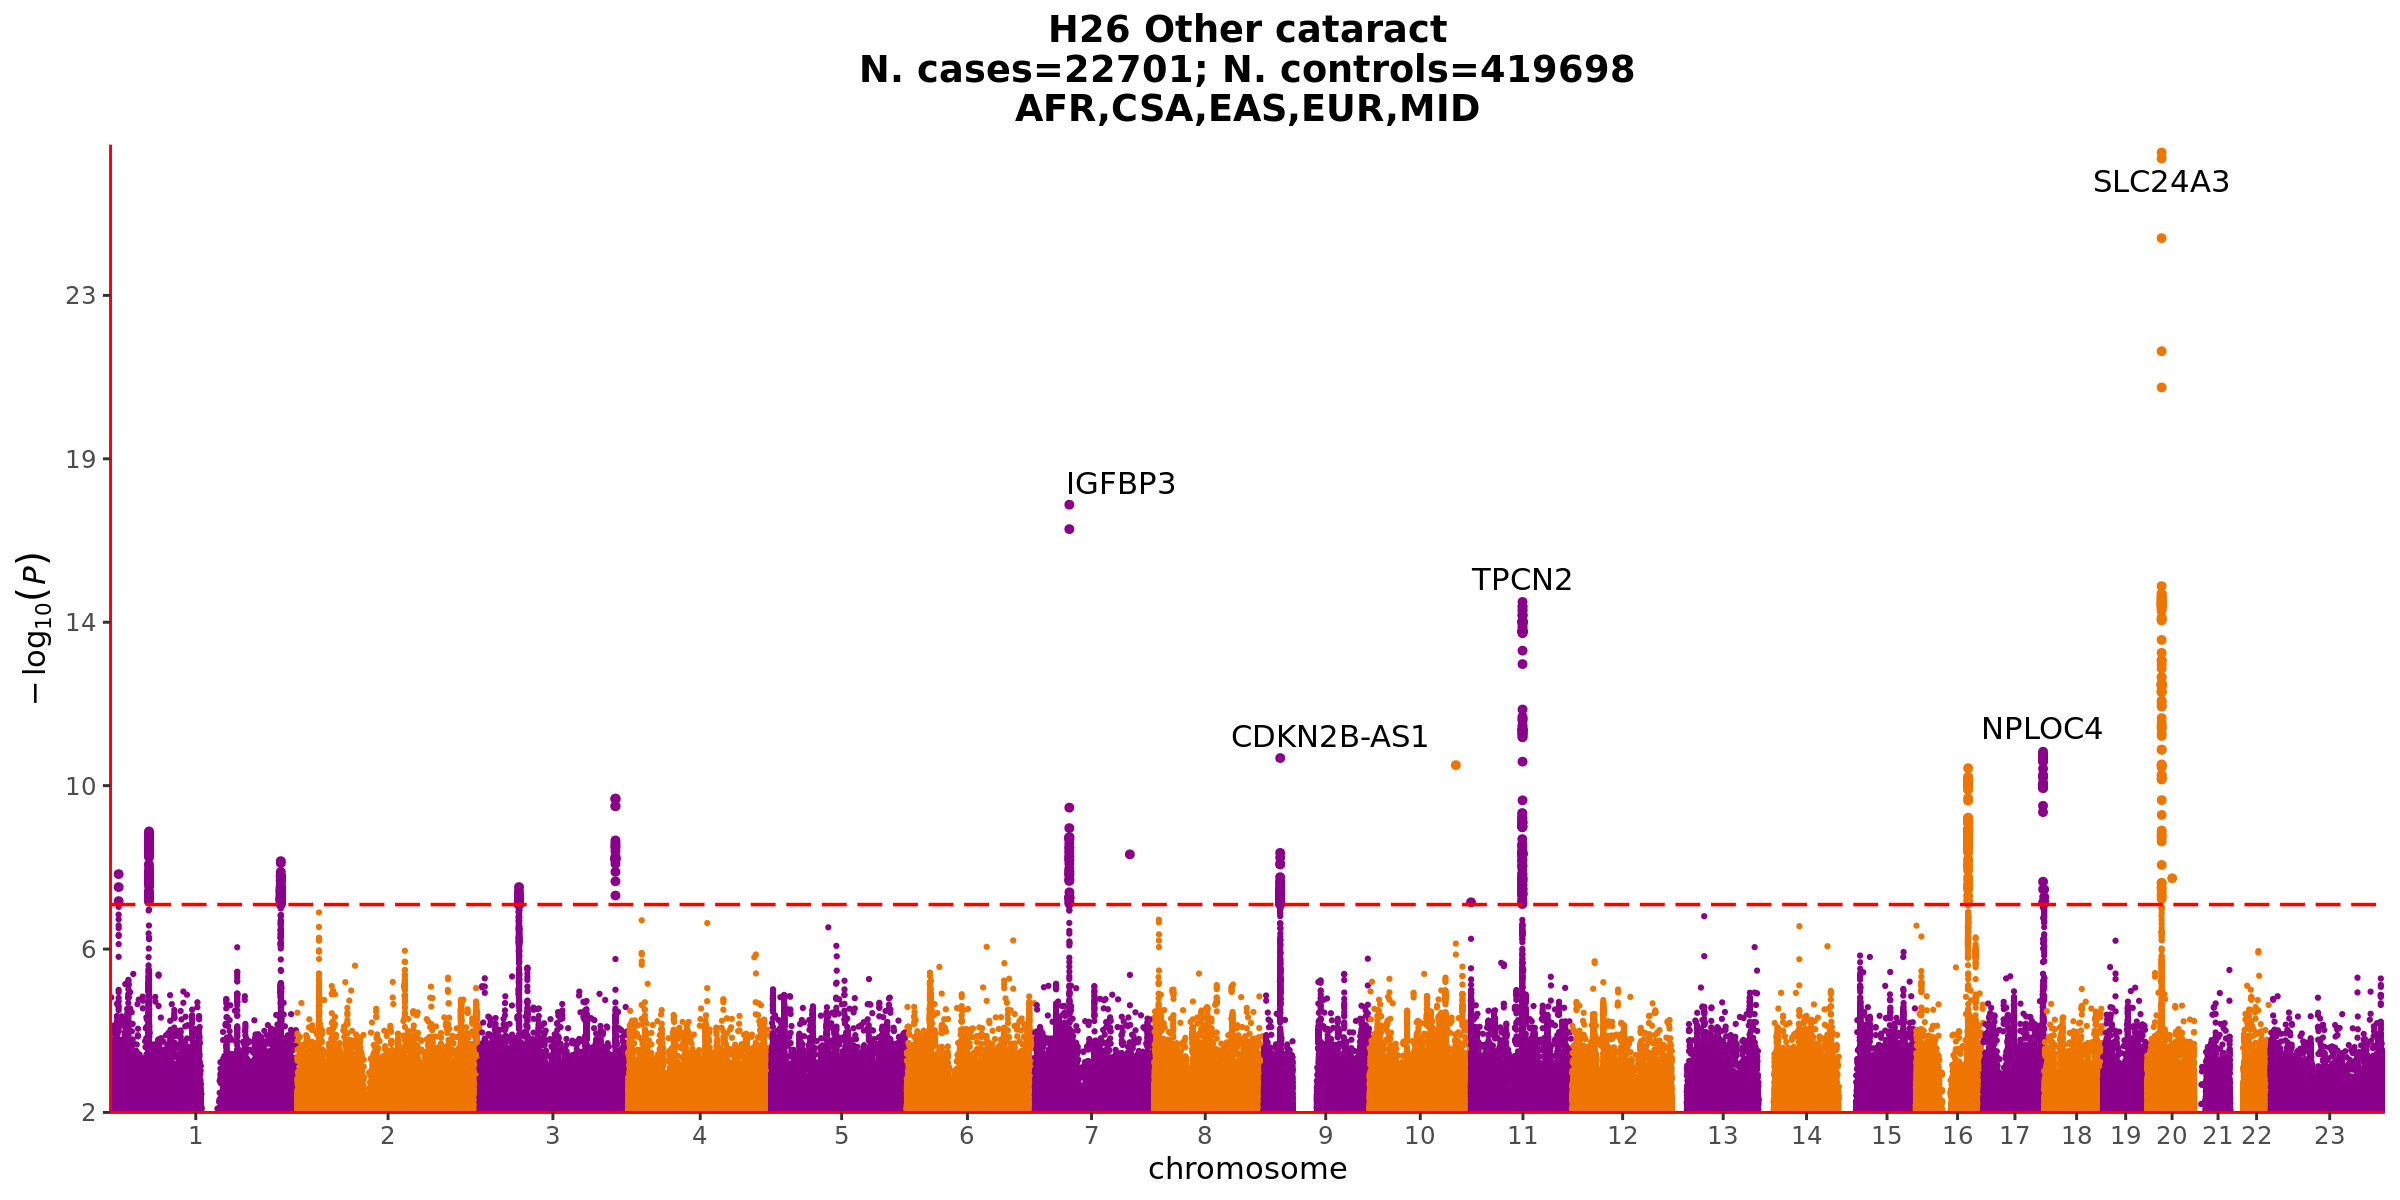 H26 Other cataract
N. cases=22701; N. controls=419698
AFR,CSA,EAS,EUR,MID
SLC24A3
23
19
IGFBP3
TPCN2
14
NPLOC4
CDKN2B-AS1
10
6
2
−log10(P)
1 2 3 4 5 6 7 8 9 10 11 12 13 14 15 16 17 18 19 20 21 22 23
chromosome